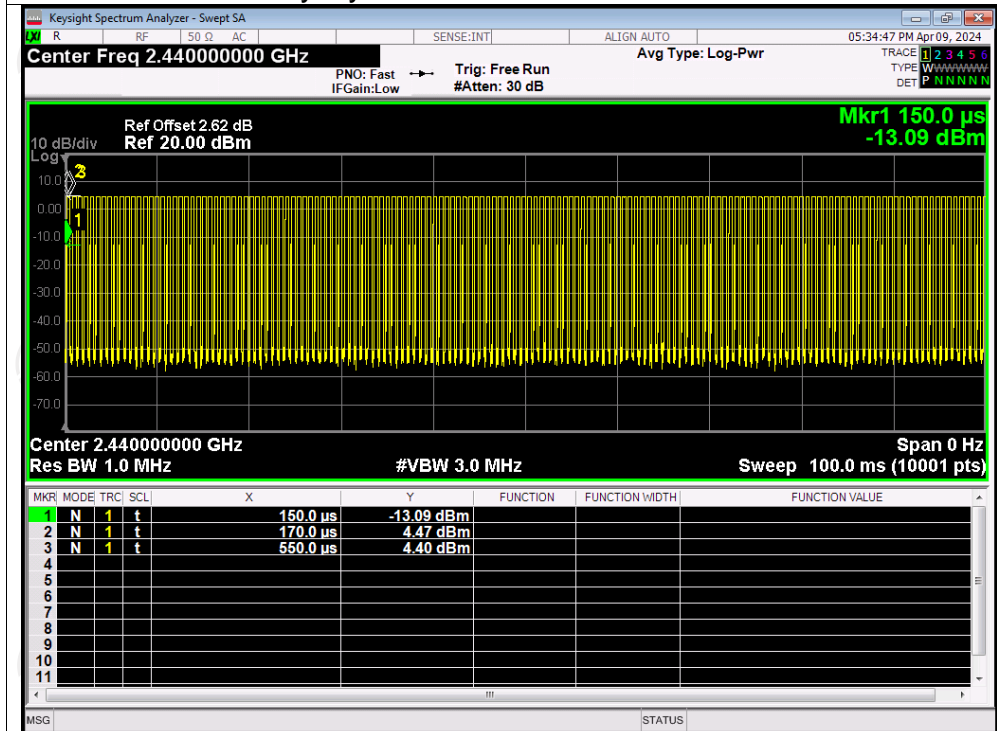 Keysight Spectrum Analyzer - Swept SA
LXI R RF 50 Ω AC SENSE:INT ALIGN AUTO 05:34:47 PM Apr 09, 2024
Center Freq 2.440000000 GHz Avg Type: Log-Pwr TRACE 1 2 3 4 5 6
PNO: Fast Trig: Free Run TYPE WWWWWW
IFGain:Low #Atten: 30 dB DET P N N N N N
Mkr1 150.0 µs
Ref Offset 2.62 dB
10 dB/div Ref 20.00 dBm -13.09 dBm
Log
10.0
0.00
-10.0
-20.0
-30.0
-40.0
-50.0
-60.0
-70.0
2
3
1
Center 2.440000000 GHz Span 0 Hz
Res BW 1.0 MHz #VBW 3.0 MHz Sweep 100.0 ms (10001 pts)
MKR MODE TRC SCL X Y FUNCTION FUNCTION WIDTH FUNCTION VALUE
1 N 1 t 150.0 µs -13.09 dBm
2 N 1 t 170.0 µs 4.47 dBm
3 N 1 t 550.0 µs 4.40 dBm
4
5
6
7
8
9
10
11
MSG STATUS